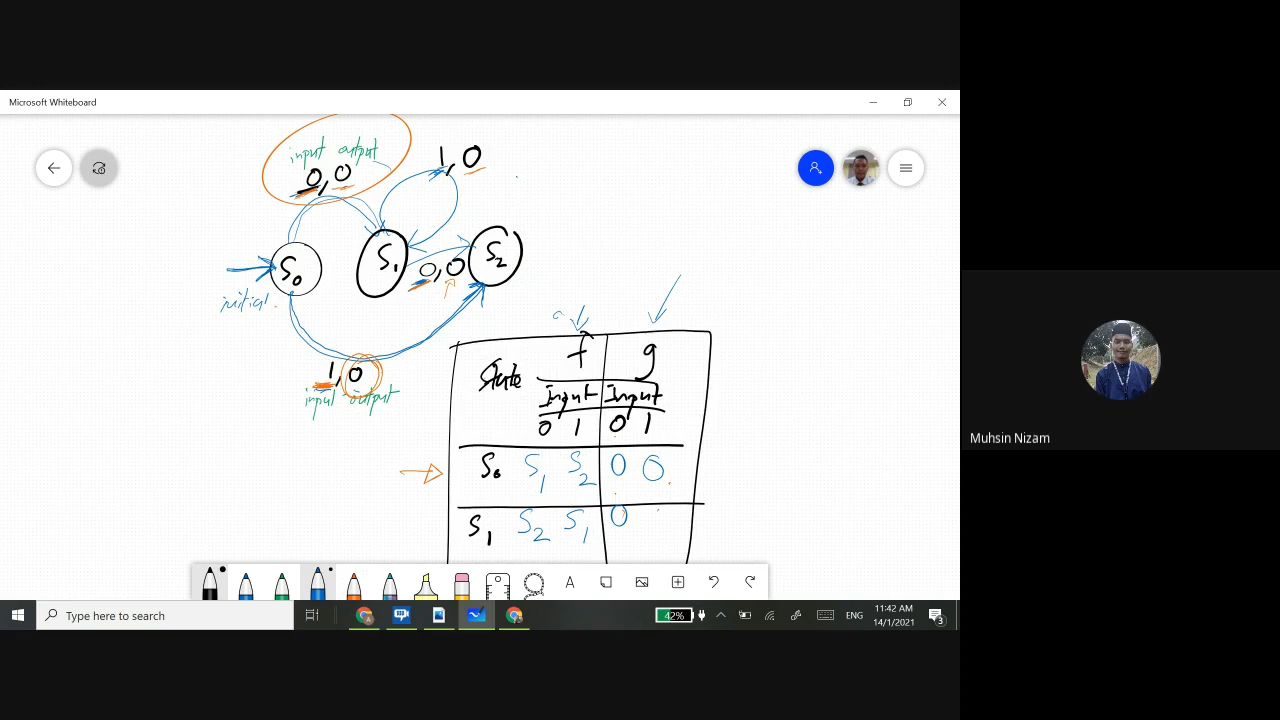 Microsoft Whiteboard
input output
0, 0
1, 0
S0
S1
0, 0
S2
initial
1, 0
input output
State f g
Input Input
0 1 0 1
S0 S1 S2 0 0
S1 S2 S1 0
A
Muhsin Nizam
Type here to search
42%
ENG
11:42 AM
14/1/2021
3